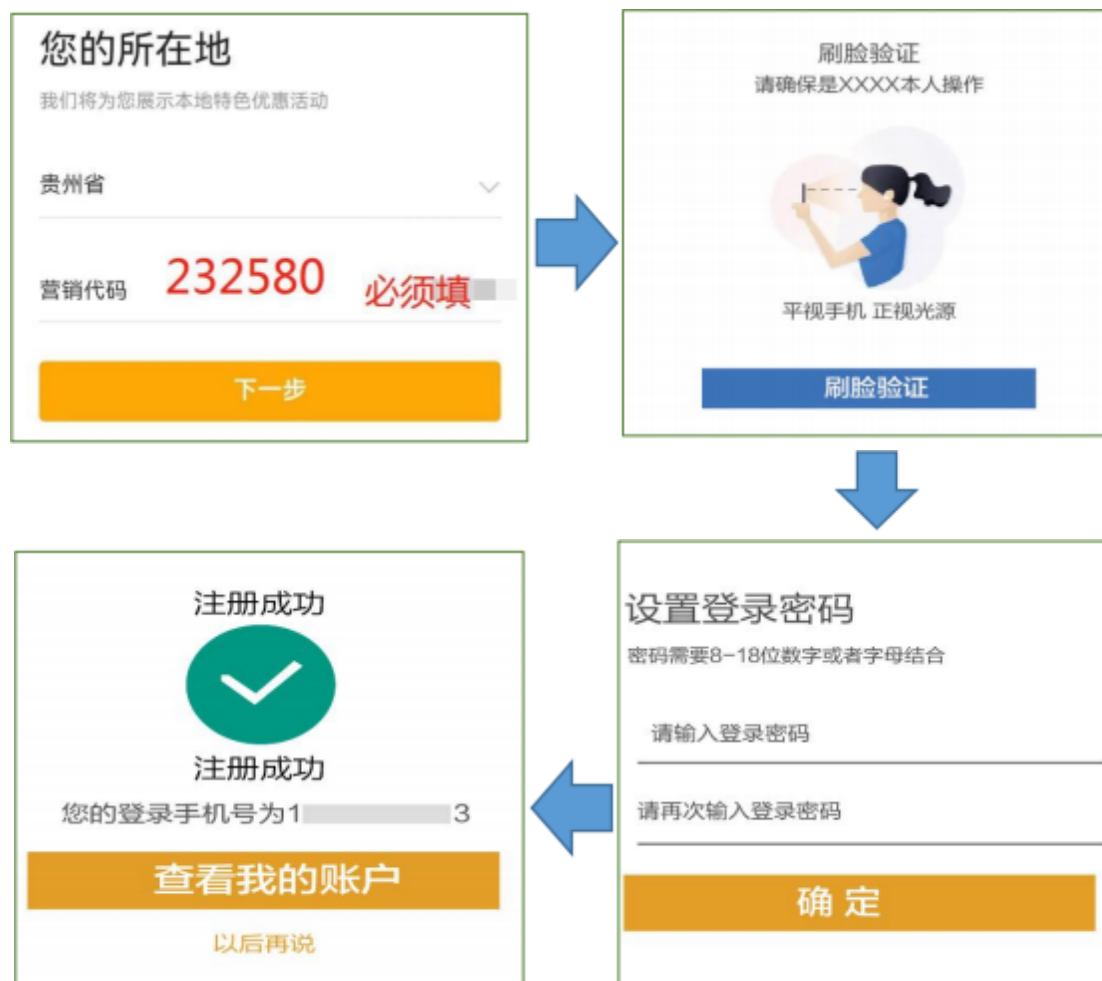 您的所在地
我们将为您展示本地特色优惠活动
贵州省
营销代码 232580 必须填
下一步
刷脸验证
请确保是XXXX本人操作
平视手机 正视光源
刷脸验证
设置登录密码
密码需要8-18位数字或者字母结合
请输入登录密码
请再次输入登录密码
确 定
注册成功
注册成功
您的登录手机号为1 3
查看我的账户
以后再说